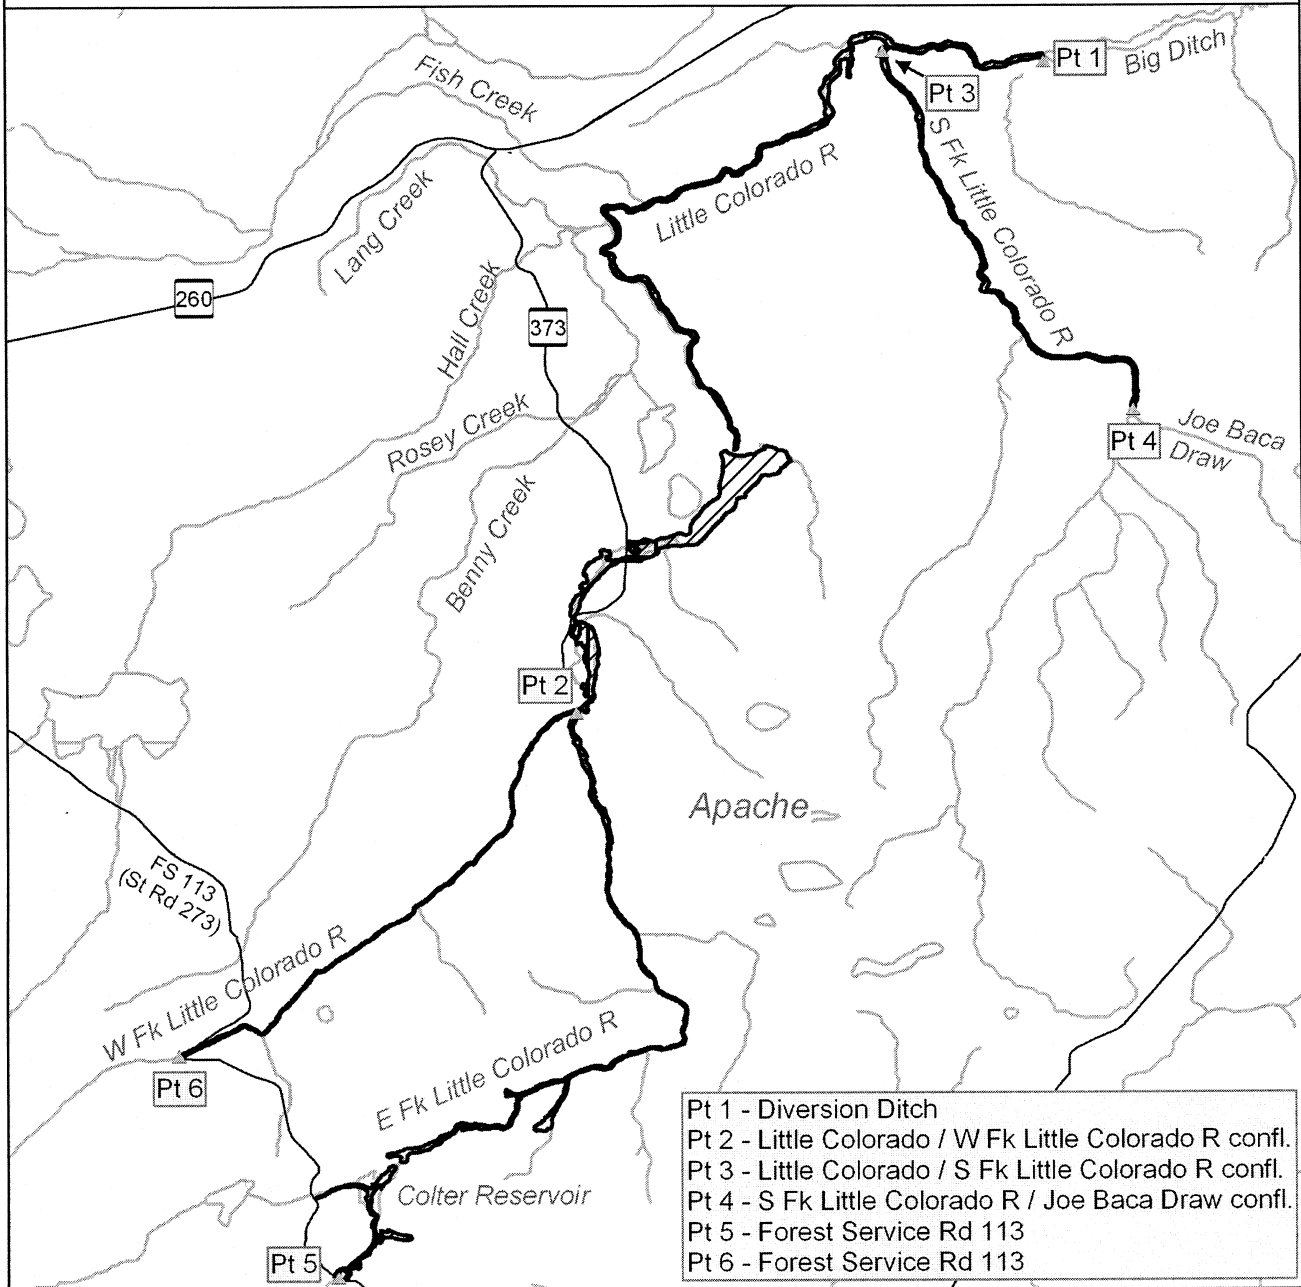 Fish Creek
Pt 1
Big Ditch
Pt 3
S Fk Little Colorado R
Little Colorado R
Lang Creek
260
Hall Creek
373
Rosey Creek
Joe Baca
Draw
Pt 4
Benny Creek
Pt 2
Apache
FS 113
(St Rd 273)
W Fk Little Colorado R
Pt 6
E Fk Little Colorado R
Colter Reservoir
Pt 5
Pt 1 - Diversion Ditch
Pt 2 - Little Colorado / W Fk Little Colorado R confl.
Pt 3 - Little Colorado / S Fk Little Colorado R confl.
Pt 4 - S Fk Little Colorado R / Joe Baca Draw confl.
Pt 5 - Forest Service Rd 113
Pt 6 - Forest Service Rd 113